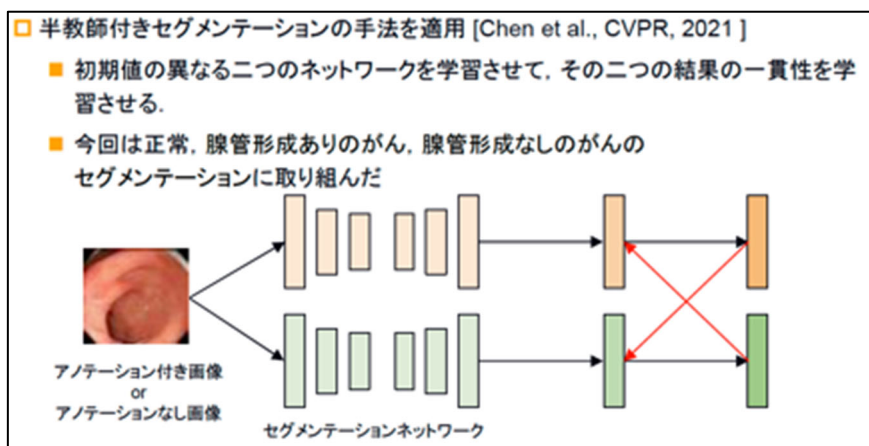 半教師付きセグメンテーションの手法を適用 [Chen et al., CVPR, 2021 ]
初期値の異なる二つのネットワークを学習させて，その二つの結果の一貫性を学
習させる.
今回は正常，腺管形成ありのがん，腺管形成なしのがんの
セグメンテーションに取り組んだ
アノテーション付き画像
or
アノテーションなし画像
セグメンテーションネットワーク